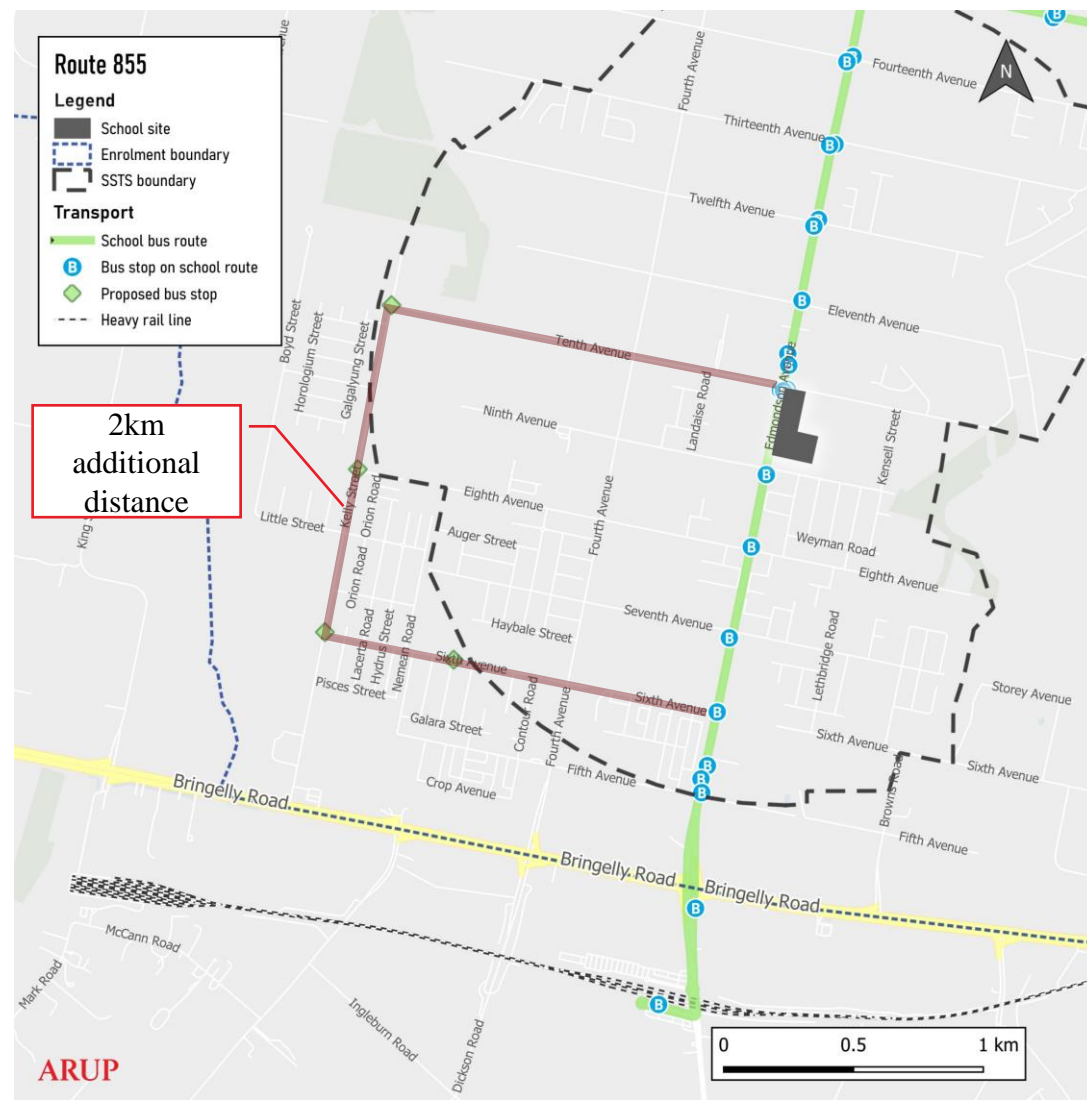 Route 855
Legend
School site
Enrolment boundary
SSTS boundary
Transport
School bus route
B
Bus stop on school route
Proposed bus stop
Heavy rail line
N
Fourth Avenue
Fourteenth Avenue
Thirteenth Avenue
Twelfth Avenue
Eleventh Avenue
Tenth Avenue
Edmondson Avenue
Boyd Street
Horologium Street
Galgalyung Street
Landaise Road
Ninth Avenue
Kensell Street
2km
additional
distance
Kelly Street
Orion Road
Little Street
Eighth Avenue
Fourth Avenue
Auger Street
Weyman Road
Eighth Avenue
Orion Road
Lacerta Road
Hydrus Street
Nemean Road
Haybale Street
Seventh Avenue
Lethbridge Road
Pisces Street
Sixth Avenue
Sixth Avenue
Storey Avenue
Galara Street
Contour Road
Fourth Avenue
Sixth Avenue
Sixth Avenue
Crop Avenue
Fifth Avenue
Browns Road
Fifth Avenue
Bringelly Road
Bringelly Road
Bringelly Road
McCann Road
Mark Road
Ingleburn Road
Dickson Road
ARUP
0 0.5 1 km